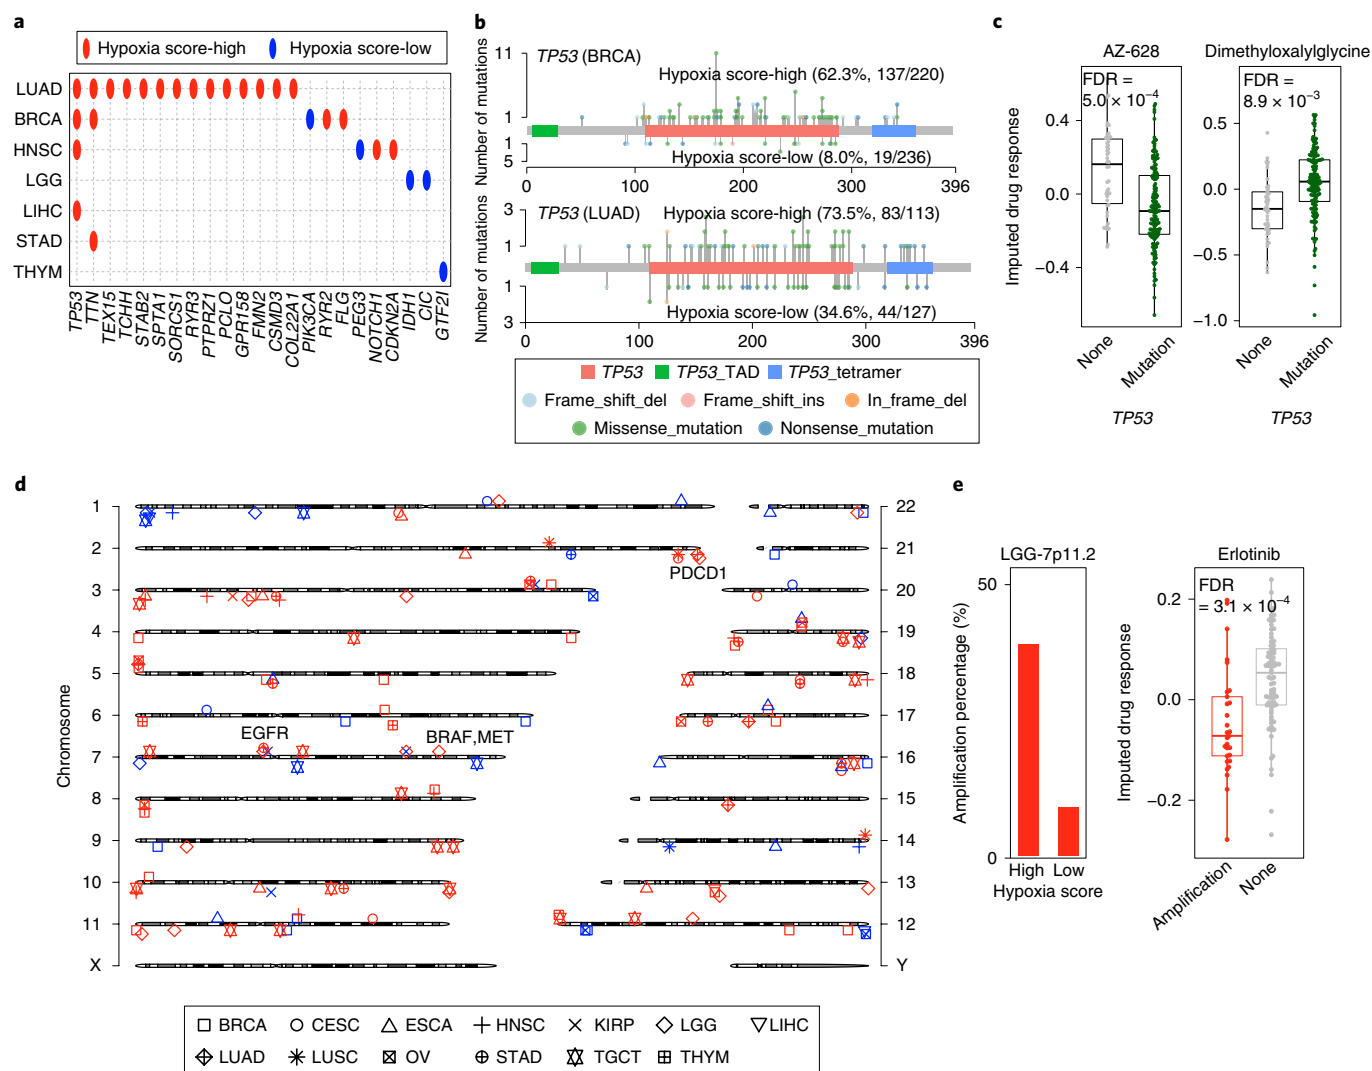 a
Hypoxia score-high
Hypoxia score-low
LUAD
BRCA
HNSC
LGG
LIHC
STAD
THYM
TP53
TTN
TEX15
TCHH
STAB2
SPTA1
SORCS1
RYR3
PTPRZ1
PCLO
GPR158
FMN2
CSMD3
COL22A1
PIK3CA
RYR2
FLG
PEG3
NOTCH1
CDKN2A
IDH1
CIC
GTF2I
b
Number of mutations
11
1
1
5
TP53 (BRCA)
Hypoxia score-high (62.3%, 137/220)
Hypoxia score-low (8.0%, 19/236)
0 100 200 300 396
Number of mutations
3
1
1
3
TP53 (LUAD)
Hypoxia score-high (73.5%, 83/113)
Hypoxia score-low (34.6%, 44/127)
0 100 200 300 396
TP53 TP53_TAD TP53_tetramer
Frame_shift_del Frame_shift_ins In_frame_del
Missense_mutation Nonsense_mutation
c
AZ-628
FDR =
5.0 × 10⁻⁴
Imputed drug response
0.4
0.0
−0.4
None
Mutation
TP53
Dimethyloxalylglycine
FDR =
8.9 × 10⁻³
0.5
0.0
−0.5
−1.0
None
Mutation
TP53
d
Chromosome
1 22
2 21
PDCD1
3 20
4 19
5 18
6 17
EGFR BRAF,MET
7 16
8 15
9 14
10 13
11 12
X Y
BRCA CESC ESCA HNSC KIRP LGG LIHC
LUAD LUSC OV STAD TGCT THYM
e
LGG-7p11.2
Amplification percentage (%)
50
0
High Low
Hypoxia score
Erlotinib
FDR
= 3.1 × 10⁻⁴
Imputed drug response
0.2
0.0
−0.2
Amplification
None